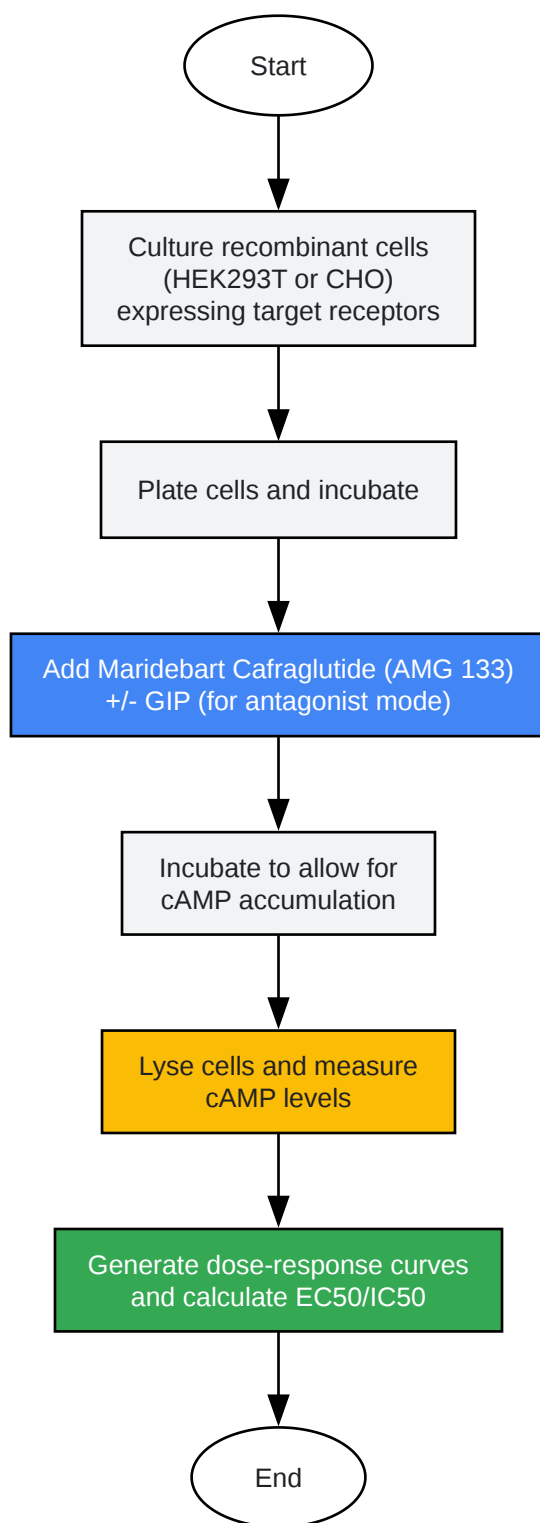 Start
Culture recombinant cells
(HEK293T or CHO)
expressing target receptors
Plate cells and incubate
Add Maridebart Cafraglutide (AMG 133)
+/- GIP (for antagonist mode)
Incubate to allow for
cAMP accumulation
Lyse cells and measure
cAMP levels
Generate dose-response curves
and calculate EC50/IC50
End